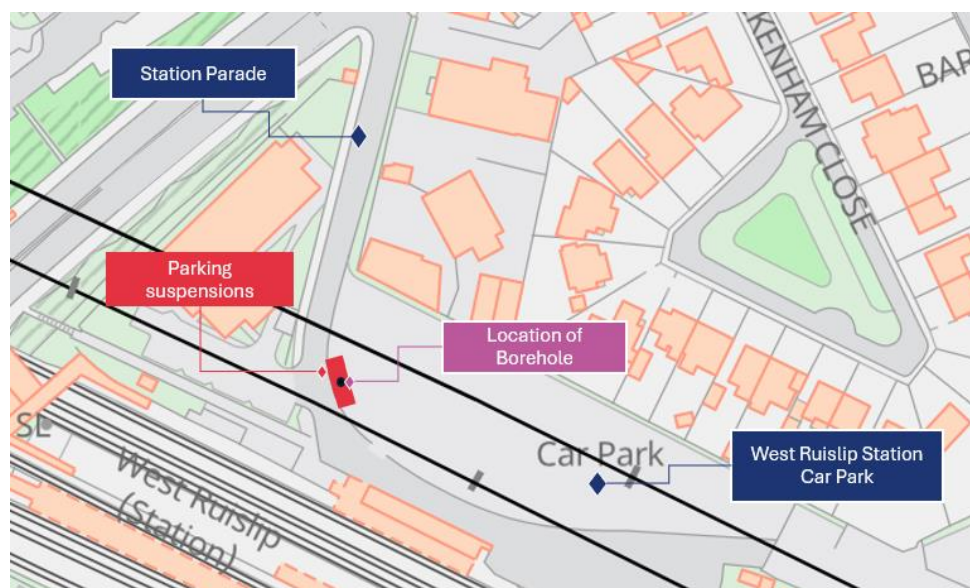 Station Parade
KENHAM CLOSE
BAR
Parking
suspensions
Location of
Borehole
SL
Car Park
West Ruislip
(Station)
West Ruislip Station
Car Park